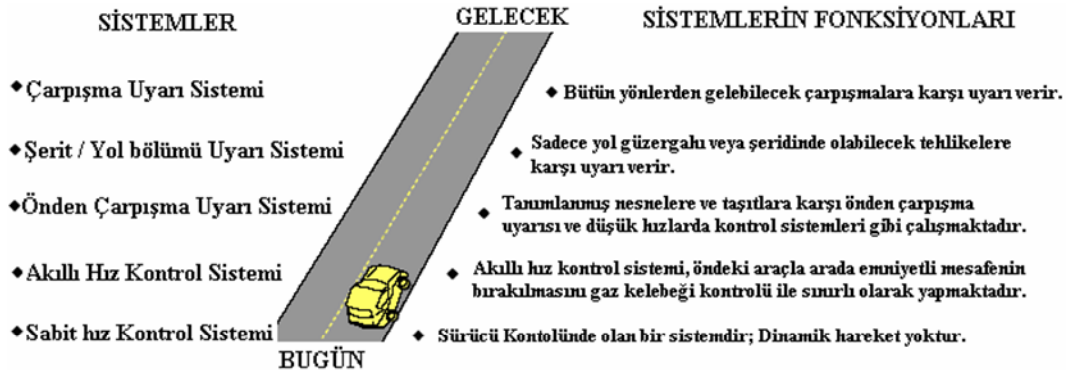 SİSTEMLER
GELECEK
SİSTEMLERİN FONKSİYONLARI
◆Çarpışma Uyarı Sistemi
◆ Bütün yönlerden gelebilecek çarpışmalara karşı uyarı verir.
◆Şerit / Yol bölümü Uyarı Sistemi
◆ Sadece yol güzergahı veya şeridinde olabilecek tehlikelere
karşı uyarı verir.
◆Önden Çarpışma Uyarı Sistemi
◆ Tanımlanmış nesnelere ve taşıtlara karşı önden çarpışma
uyarısı ve düşük hızlarda kontrol sistemleri gibi çalışmaktadır.
◆Akıllı Hız Kontrol Sistemi
◆ Akıllı hız kontrol sistemi, öndeki araçla arada emniyetli mesafenin
bırakılmasını gaz kelebeği kontrolü ile sınırlı olarak yapmaktadır.
◆Sabit hız Kontrol Sistemi
◆ Sürücü Kontolünde olan bir sistemdir; Dinamik hareket yoktur.
BUGÜN